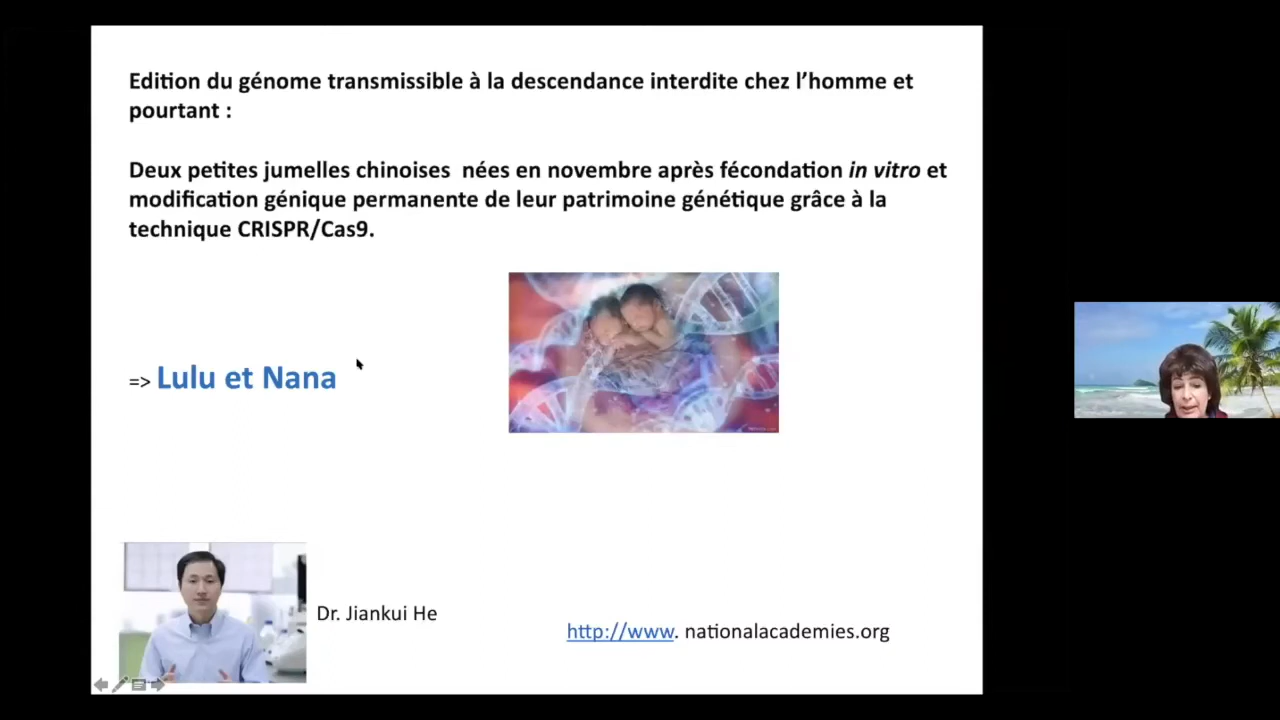 Edition du génome transmissible à la descendance interdite chez l'homme et
pourtant :
Deux petites jumelles chinoises  nées en novembre après fécondation in vitro et
modification génique permanente de leur patrimoine génétique grâce à la
technique CRISPR/Cas9.
=> Lulu et Nana
Dr. Jiankui He
http://www. nationalacademies.org